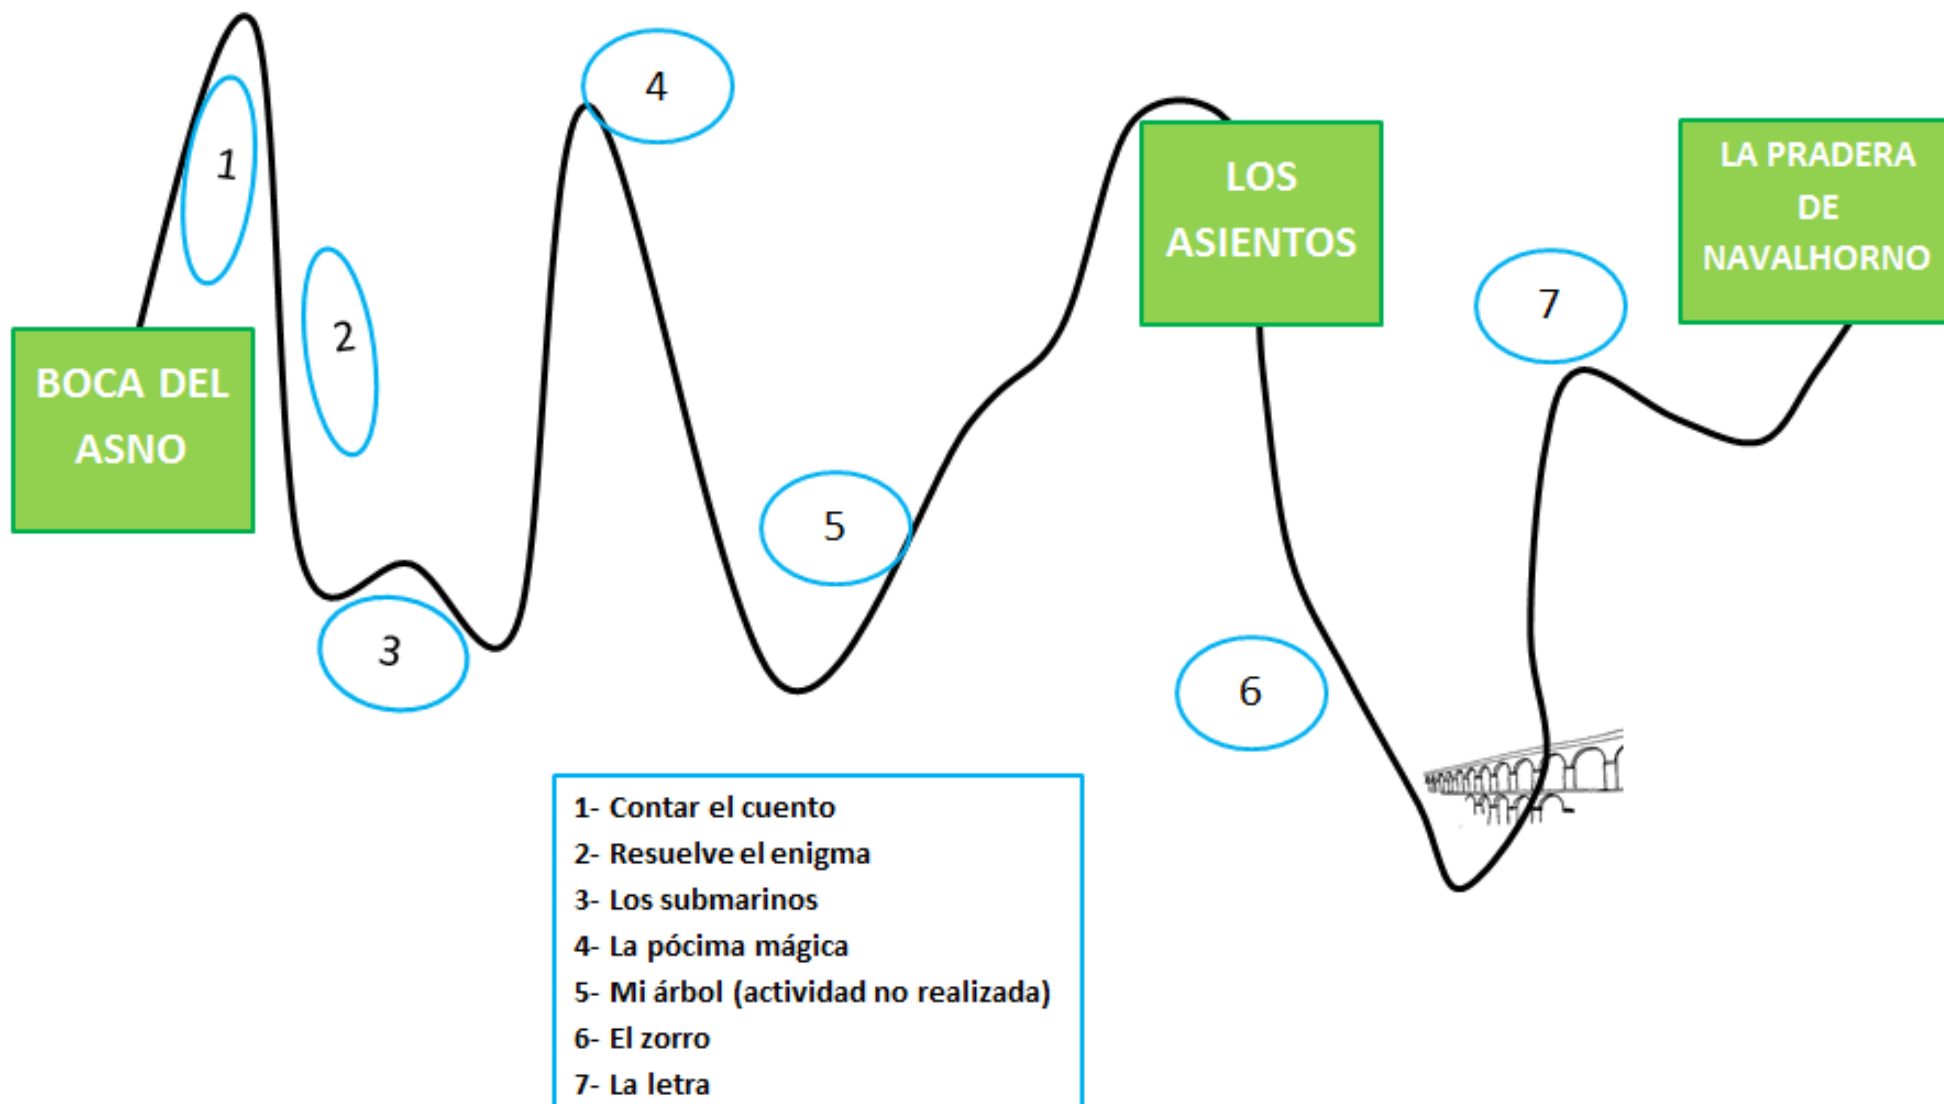 1
2
3
4
5
6
7
BOCA DEL
ASNO
LOS
ASIENTOS
LA PRADERA
DE
NAVALHORNO
1- Contar el cuento
2- Resuelve el enigma
3- Los submarinos
4- La pócima mágica
5- Mi árbol (actividad no realizada)
6- El zorro
7- La letra